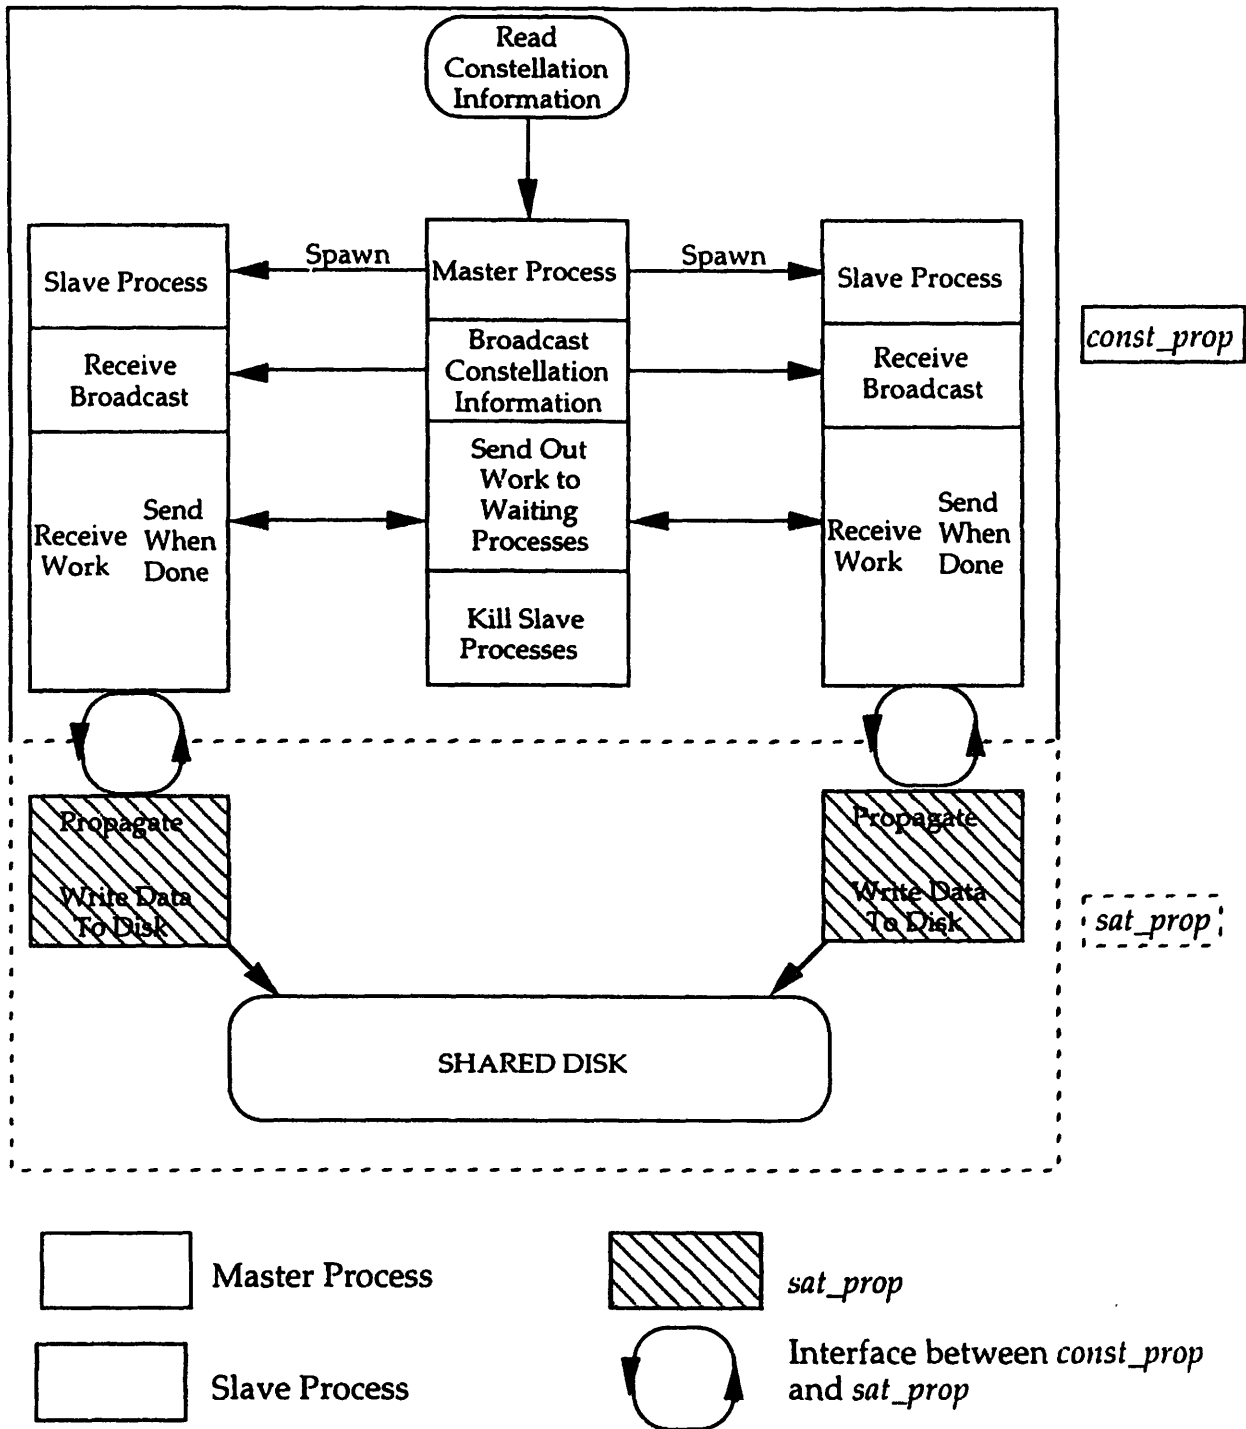 Read
Constellation
Information
Spawn
Spawn
Slave Process
Master Process
Slave Process
Receive
Broadcast
Broadcast
Constellation
Information
Receive
Broadcast
const_prop
Receive
Work
Send
When
Done
Send Out
Work to
Waiting
Processes
Receive
Work
Send
When
Done
Kill Slave
Processes
Propagate
Write Data
To Disk
Propagate
Write Data
To Disk
sat_prop
SHARED DISK
Master Process
sat_prop
Slave Process
Interface between const_prop
and sat_prop